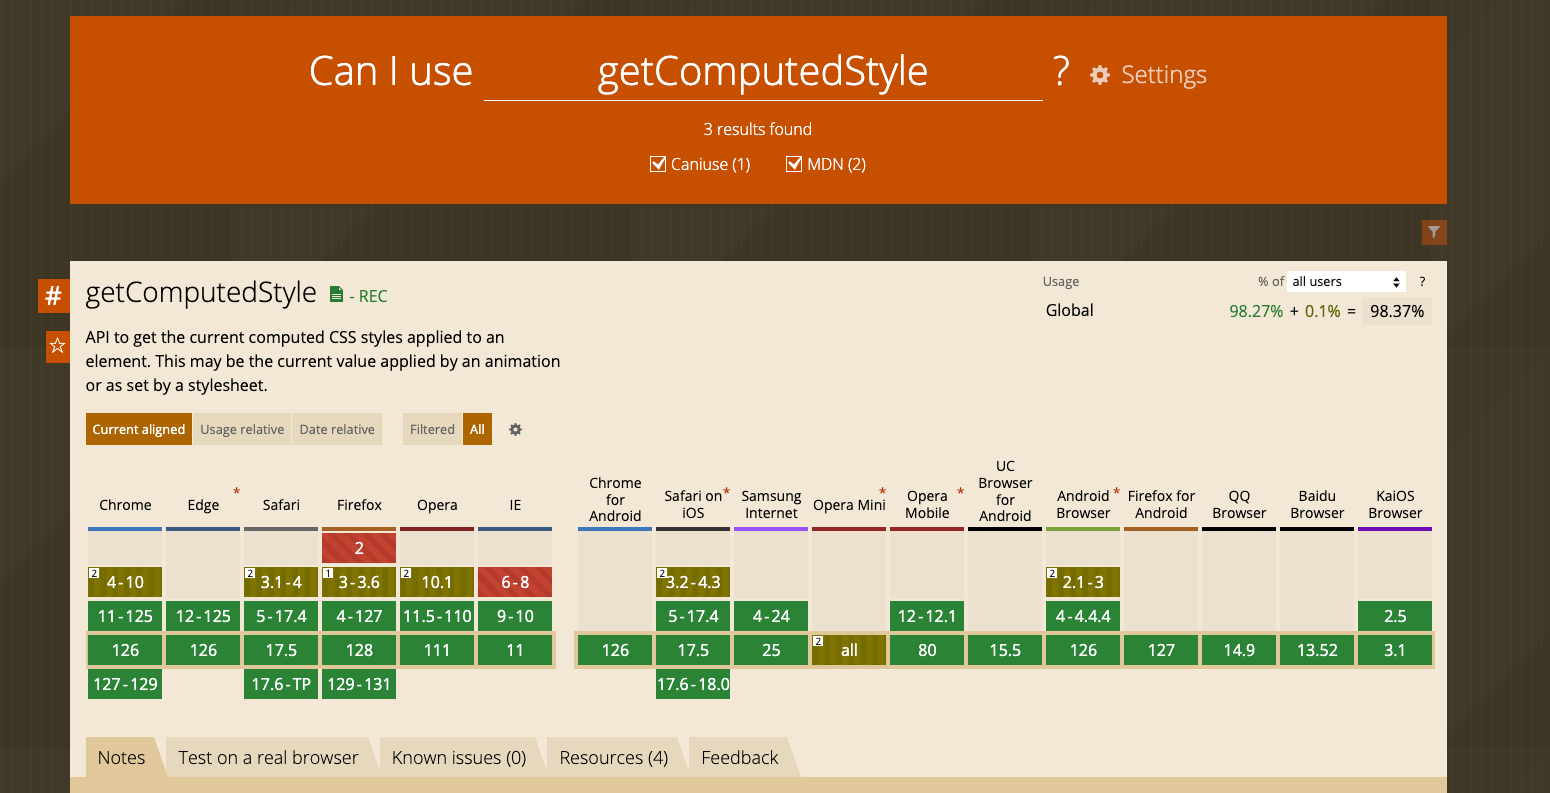 Can I use getComputedStyle ? Settings
3 results found
Caniuse (1) MDN (2)
# getComputedStyle - REC
API to get the current computed CSS styles applied to an
element. This may be the current value applied by an animation
or as set by a stylesheet.
Usage % of all users ?
Global 98.27% + 0.1% = 98.37%
Current aligned Usage relative Date relative Filtered All
Chrome Edge * Safari Firefox Opera IE
Chrome for Android Safari on iOS * Samsung Internet Opera Mini * Opera Mobile * UC Browser for Android Android Browser * Firefox for Android QQ Browser Baidu Browser KaiOS Browser
2
2 4-10 2 3.1-4 1 3-3.6 2 10.1 6-8 2 3.2-4.3 2 2.1-3
11-125 12-125 5-17.4 4-127 11.5-110 9-10 5-17.4 4-24 12-12.1 4-4.4.4 2.5
126 126 17.5 128 111 11 126 17.5 25 2 all 80 15.5 126 127 14.9 13.52 3.1
127-129 17.6-TP 129-131 17.6-18.0
Notes Test on a real browser Known issues (0) Resources (4) Feedback